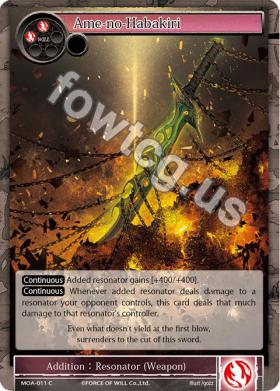 Ame-no-Habakiri
fowtcg.us
Continuous Added resonator gains [+400/+400].
Continuous Whenever added resonator deals damage to a
resonator your opponent controls, this card deals that much
damage to that resonator's controller.
Even what doesn't yield at the first blow,
surrenders to the cut of this sword.
Addition : Resonator (Weapon)
MOA-011 C
©FORCE OF WILL Co.,Ltd.
Illust/gozz